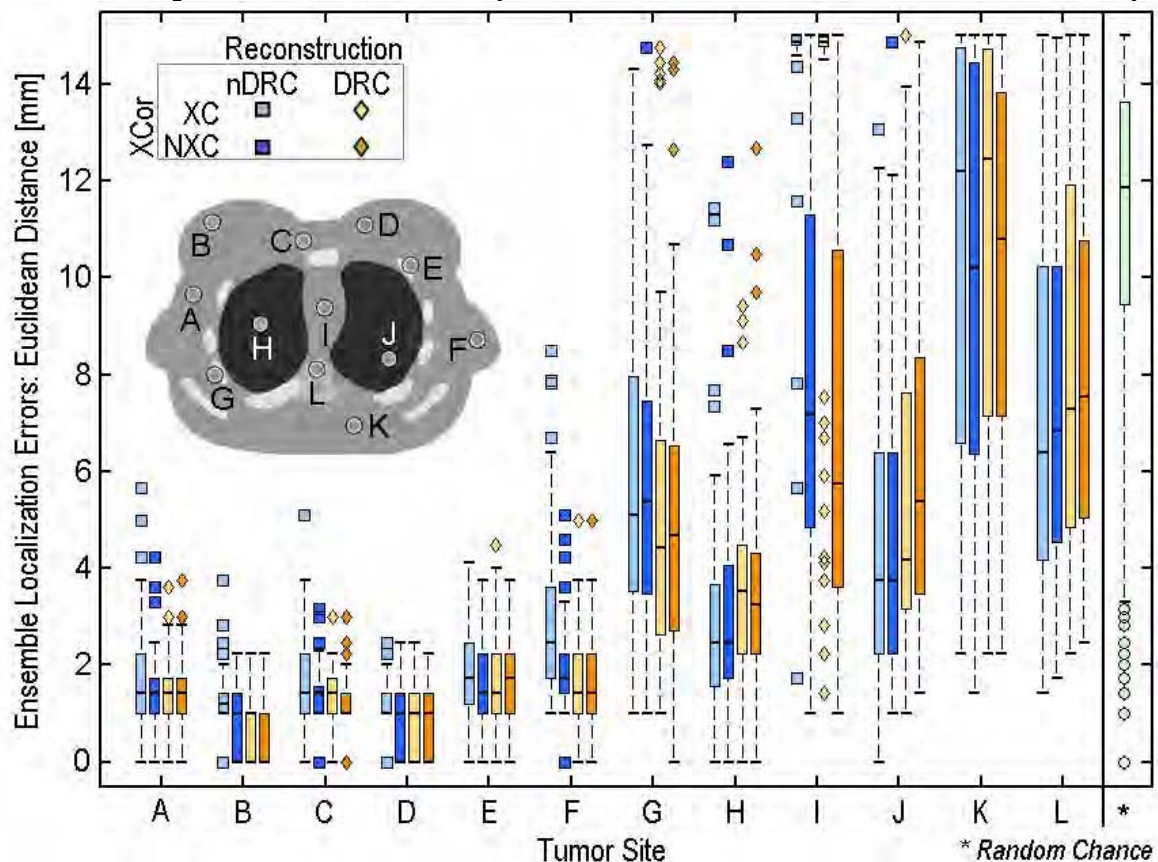 Reconstruction
nDRC DRC
XCor
XC
NXC
Ensemble Localization Errors: Euclidean Distance [mm]
14
12
10
8
6
4
2
0
B
C
D
E
A
I
H
J
F
G
L
K
A B C D E F G H I J K L *
Tumor Site
* Random Chance